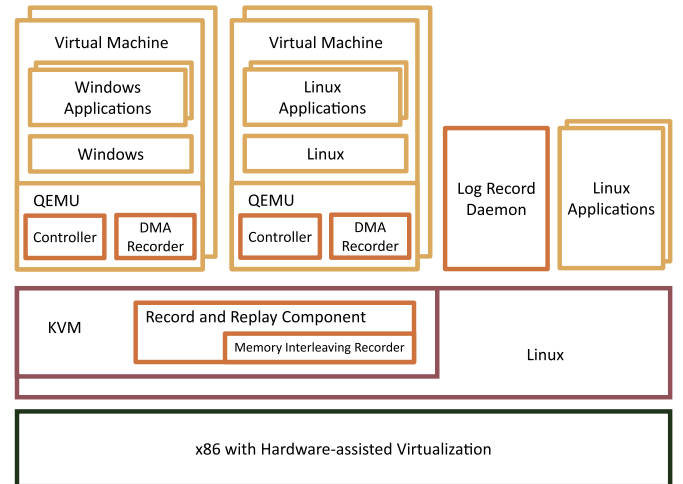 Virtual Machine
Windows
Applications
Windows
QEMU
Controller
DMA
Recorder
Virtual Machine
Linux
Applications
Linux
QEMU
Controller
DMA
Recorder
Log Record
Daemon
Linux
Applications
KVM
Record and Replay Component
Memory Interleaving Recorder
Linux
x86 with Hardware-assisted Virtualization